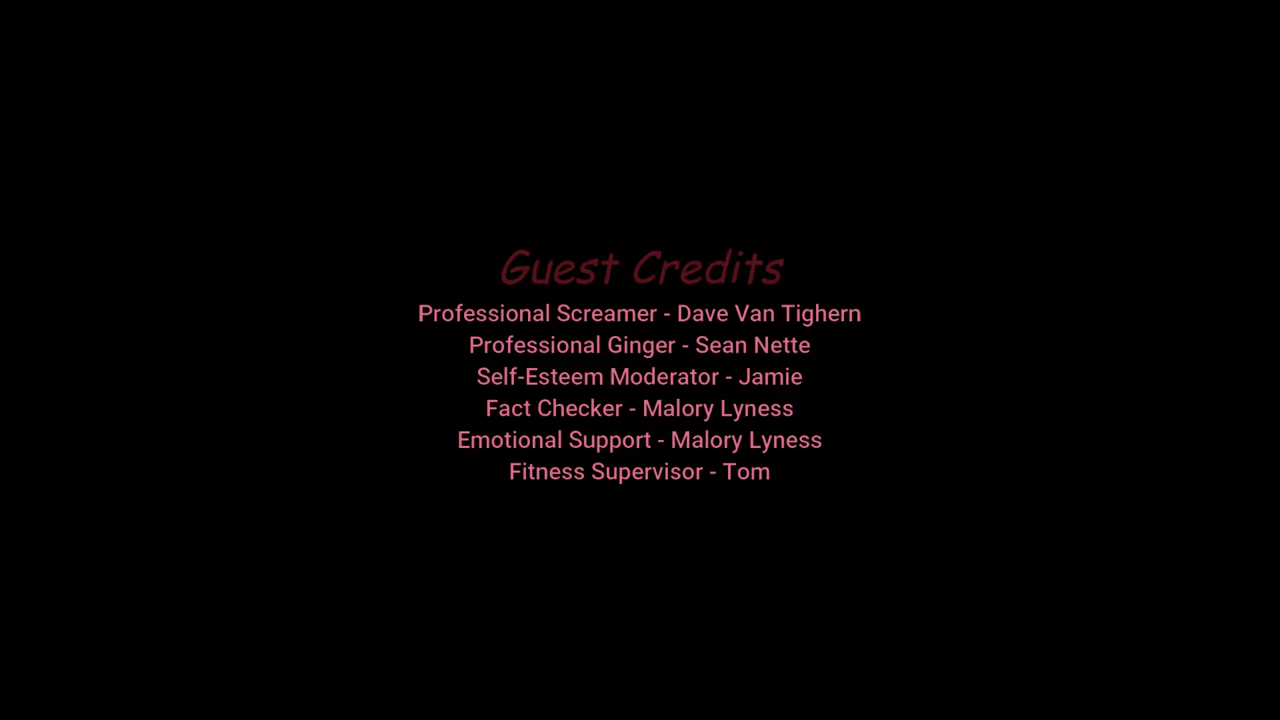 Guest Credits
Professional Screamer - Dave Van Tighern
Professional Ginger - Sean Nette
Self-Esteem Moderator - Jamie
Fact Checker - Malory Lyness
Emotional Support - Malory Lyness
Fitness Supervisor - Tom